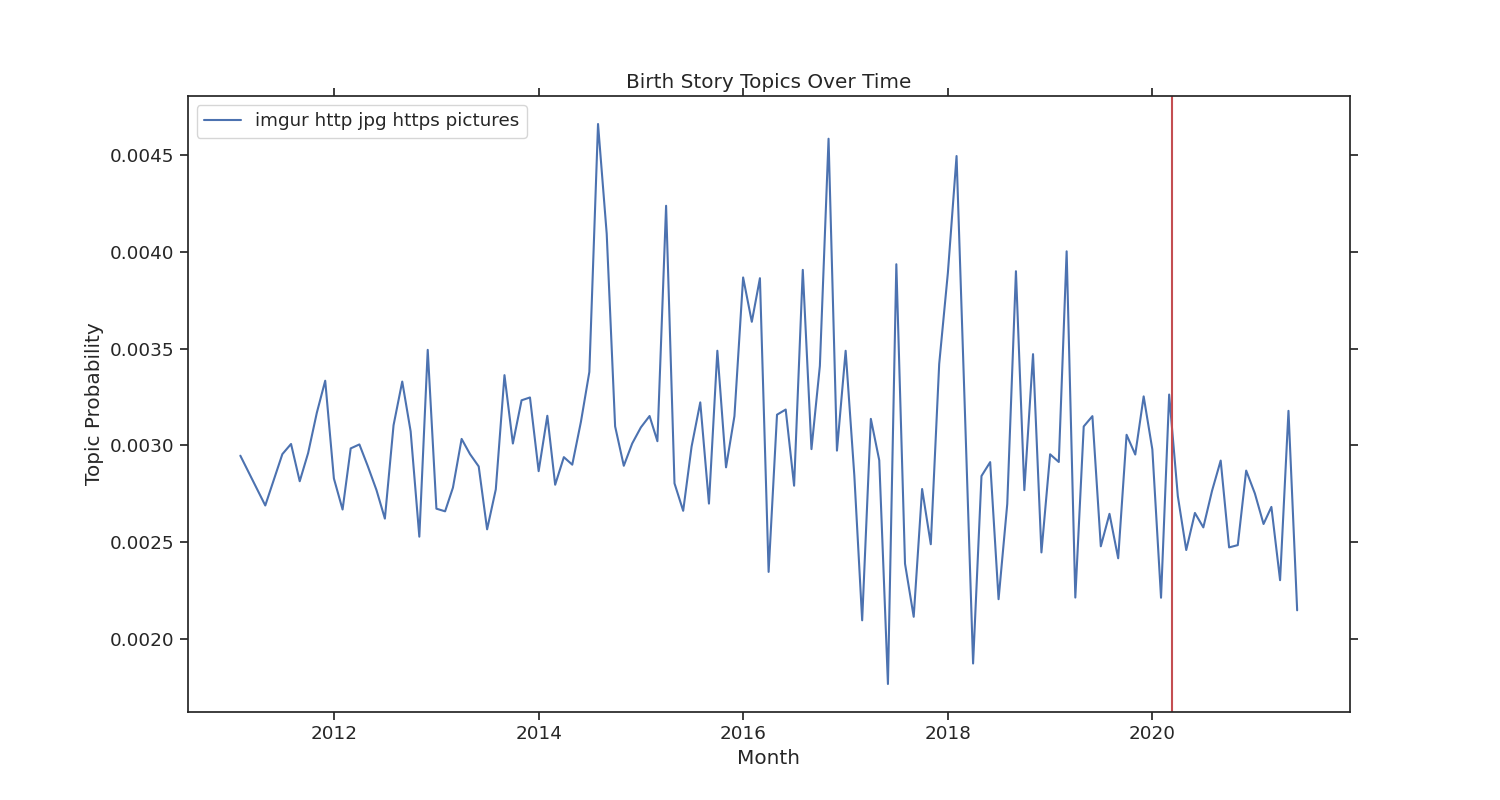 Birth Story Topics Over Time
imgur http jpg https pictures
Topic Probability
0.0045
0.0040
0.0035
0.0030
0.0025
0.0020
2012 2014 2016 2018 2020
Month